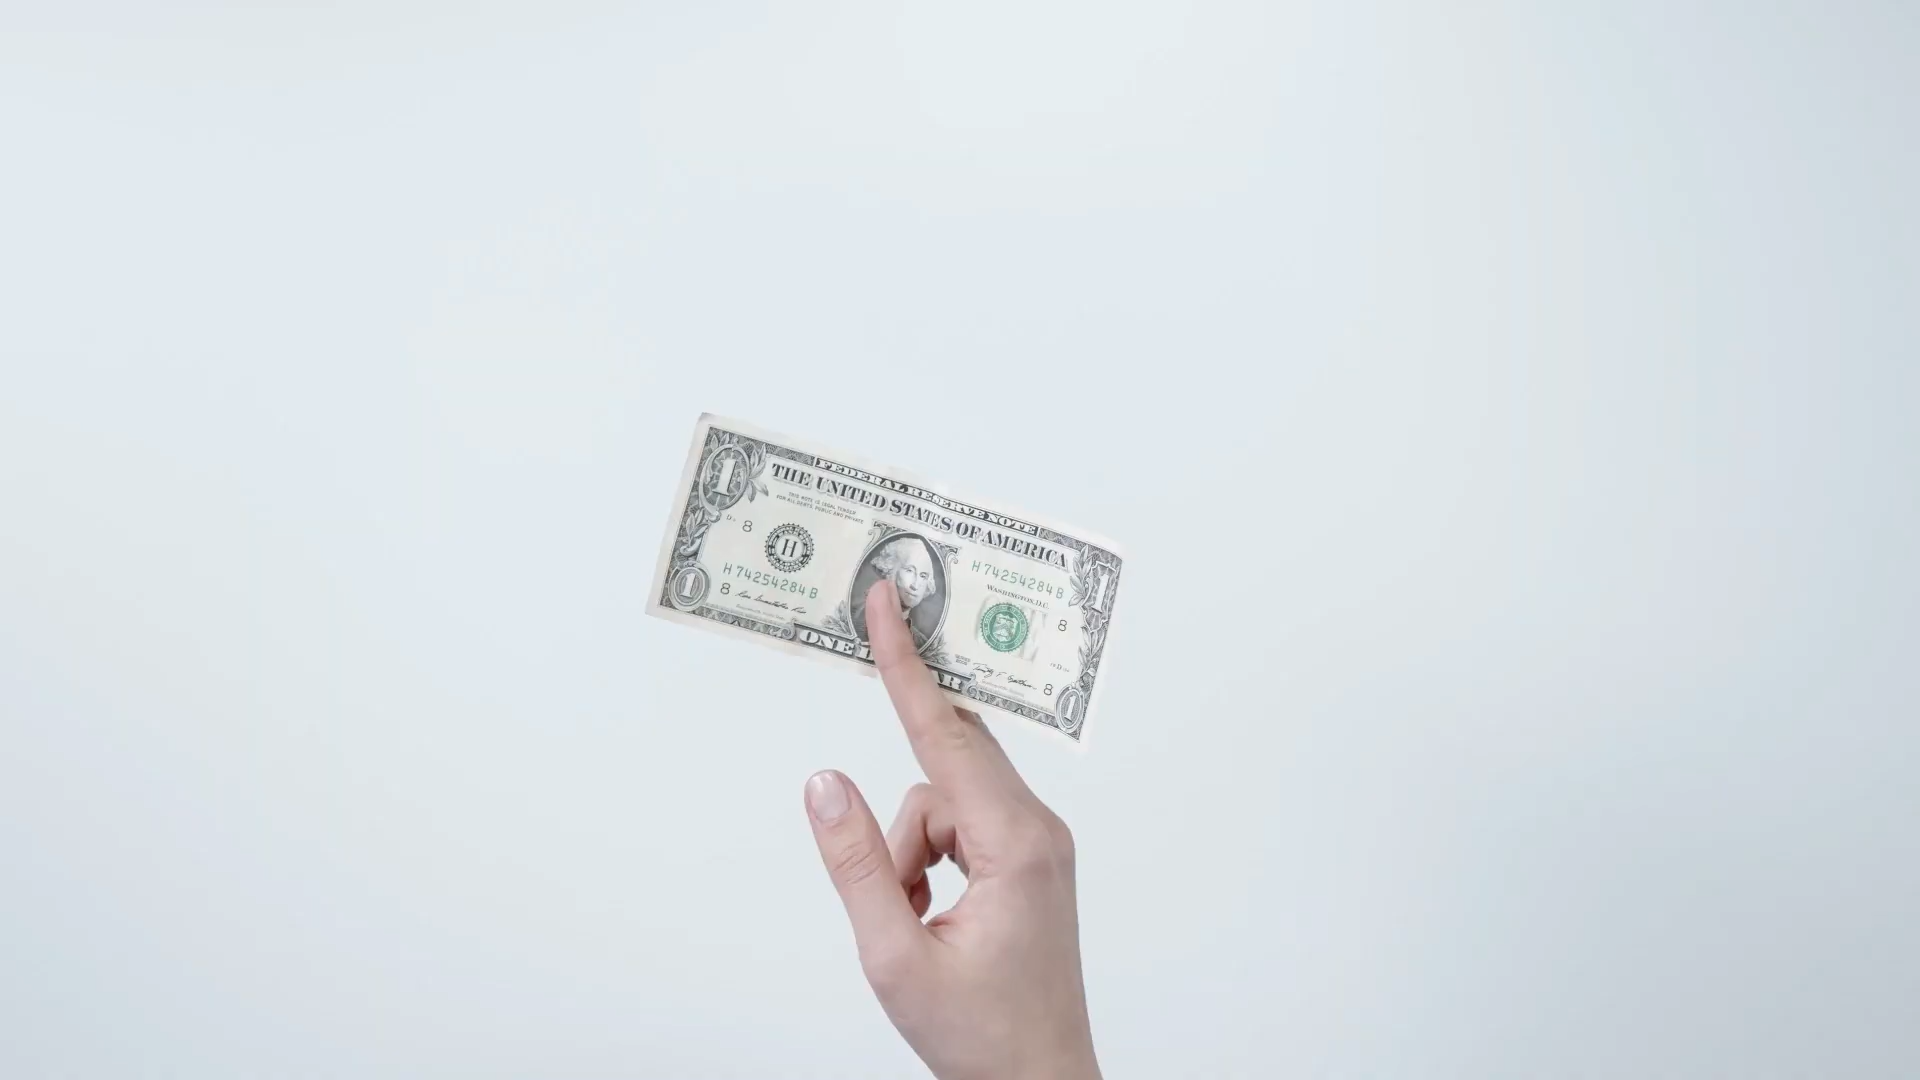 FEDERAL RESERVE NOTE
THE UNITED STATES OF AMERICA
THIS NOTE IS LEGAL TENDER
FOR ALL DEBTS, PUBLIC AND PRIVATE
1
1
8
H
H 74254284 B
H 74254284 B
WASHINGTON, D.C.
8
8
8
1
1
ONE
AR